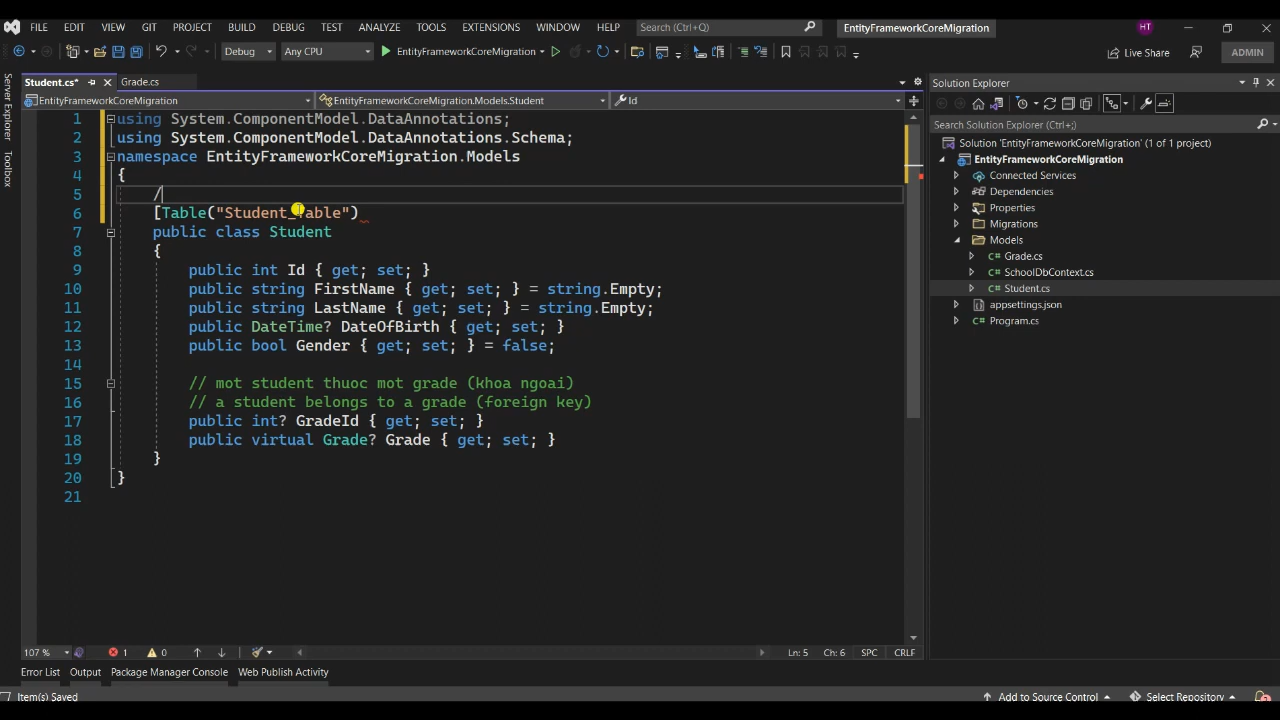 FILE EDIT VIEW GIT PROJECT BUILD DEBUG TEST ANALYZE TOOLS EXTENSIONS WINDOW HELP Search (Ctrl+Q) EntityFrameworkCoreMigration HT
Debug Any CPU EntityFrameworkCoreMigration Live Share ADMIN
Server Explorer
Toolbox
Student.cs* Grade.cs
EntityFrameworkCoreMigration EntityFrameworkCoreMigration.Models.Student Id
1 using System.ComponentModel.DataAnnotations;
2 using System.ComponentModel.DataAnnotations.Schema;
3 namespace EntityFrameworkCoreMigration.Models
4 {
5 /
6 [Table("Student_Table")
7 public class Student
8 {
9 public int Id { get; set; }
10 public string FirstName { get; set; } = string.Empty;
11 public string LastName { get; set; } = string.Empty;
12 public DateTime? DateOfBirth { get; set; }
13 public bool Gender { get; set; } = false;
14
15 // mot student thuoc mot grade (khoa ngoai)
16 // a student belongs to a grade (foreign key)
17 public int? GradeId { get; set; }
18 public virtual Grade? Grade { get; set; }
19 }
20 }
21
107 % 1 0 Ln: 5 Ch: 6 SPC CRLF
Error List Output Package Manager Console Web Publish Activity
Item(s) Saved Add to Source Control Select Repository
Solution Explorer
Search Solution Explorer (Ctrl+;)
Solution 'EntityFrameworkCoreMigration' (1 of 1 project)
EntityFrameworkCoreMigration
Connected Services
Dependencies
Properties
Migrations
Models
Grade.cs
SchoolDbContext.cs
Student.cs
appsettings.json
Program.cs